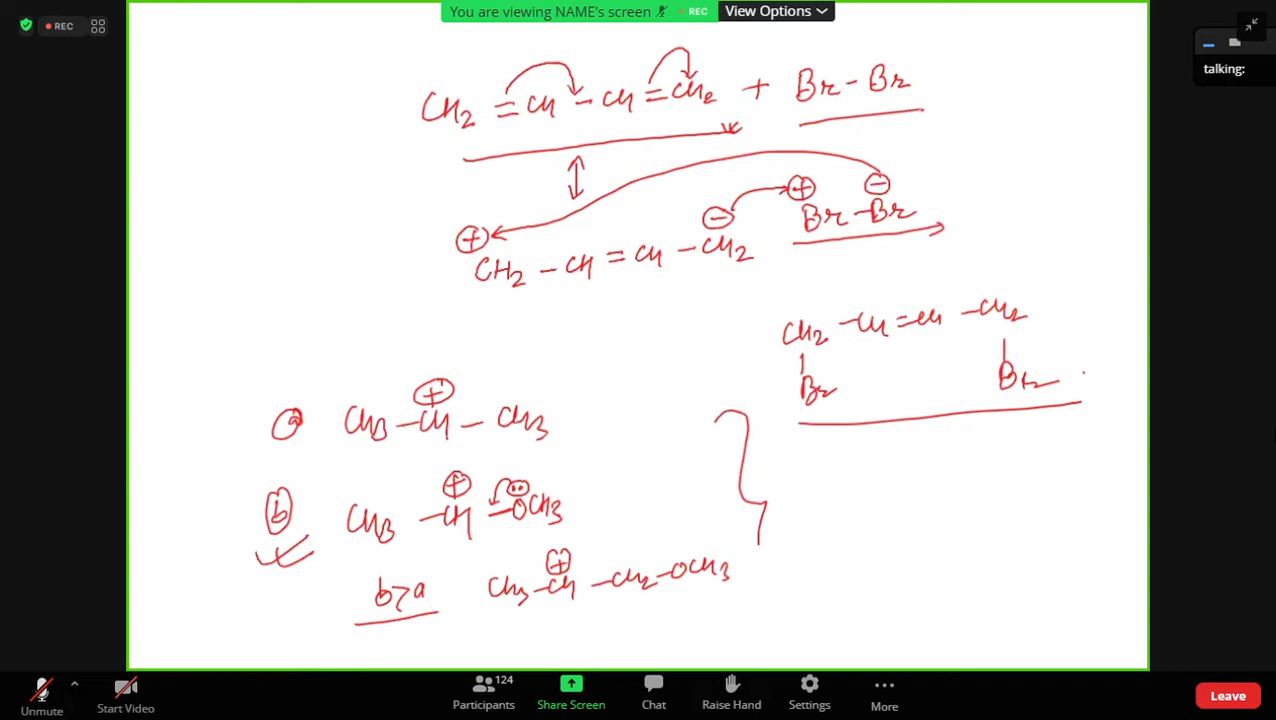 You are viewing NAME's screen REC View Options
REC
talking:
CH2 = CH - CH = CH2 + Br - Br
⊕ ⊖ ⊕ ⊖
CH2 - CH = CH - CH2 Br - Br
CH2 - CH = CH - CH2
Br Br
⊕
a CH3 - CH - CH3
⊕
b CH3 - CH - OCH3
⊕
b>a CH3 - CH - CH2 - OCH3
124
Unmute Start Video Participants Share Screen Chat Raise Hand Settings More Leave